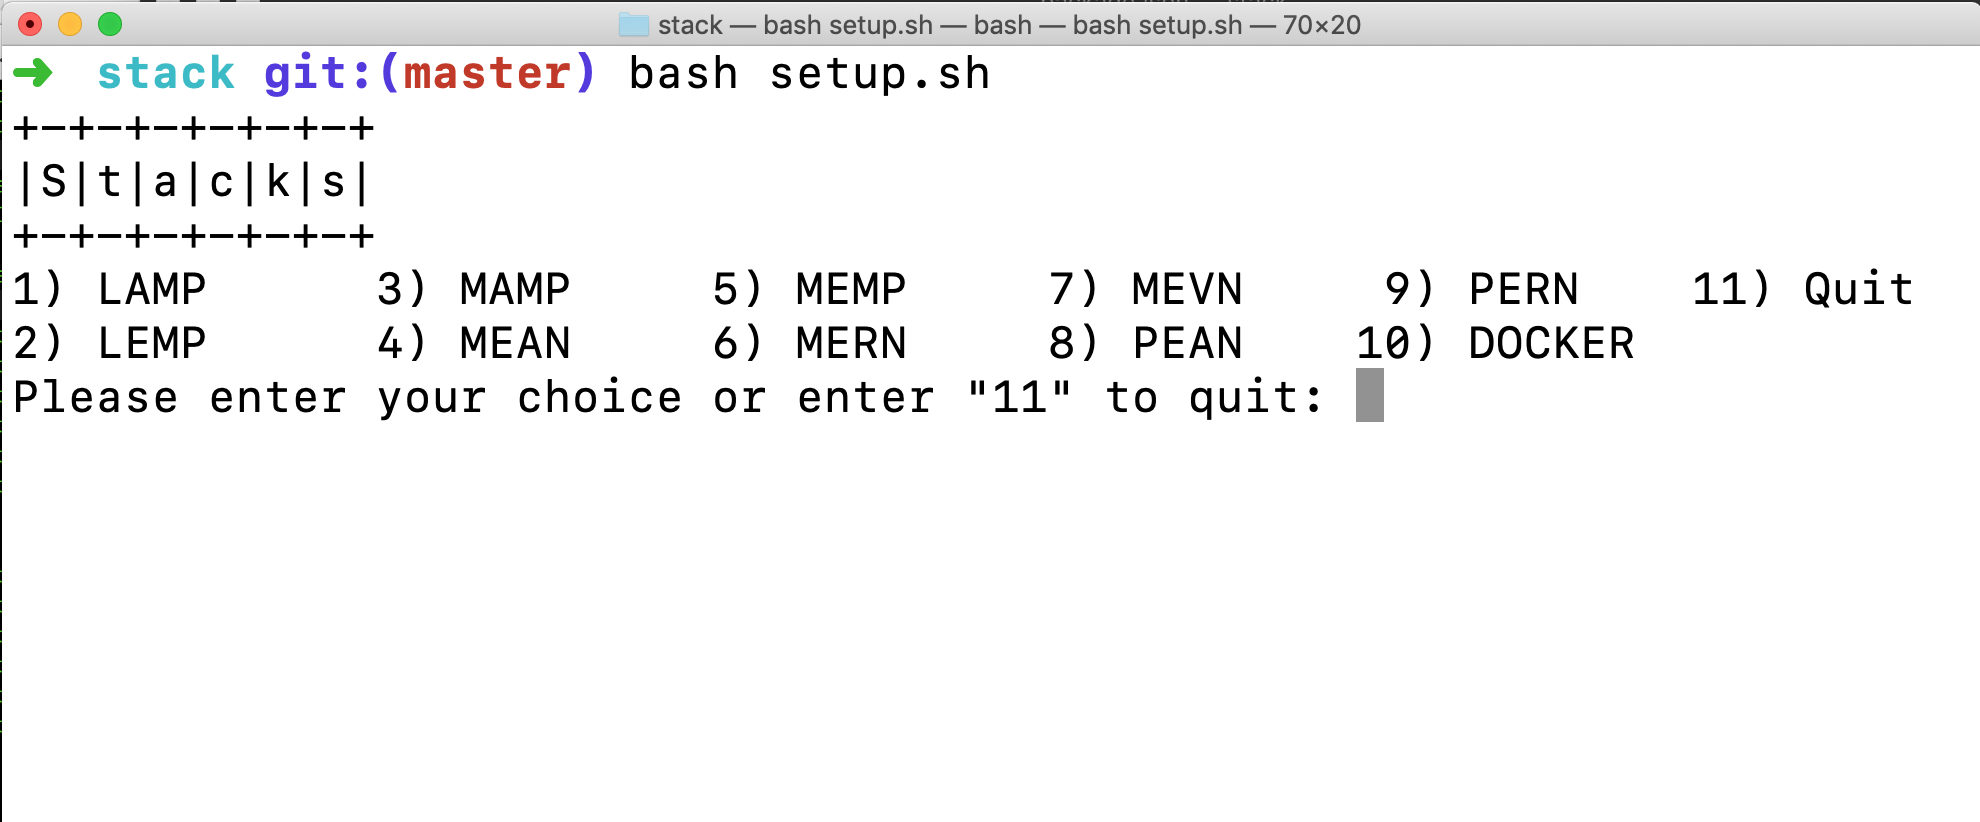 stack — bash setup.sh — bash — bash setup.sh — 70×20
➜  stack git:(master) bash setup.sh
+-+-+-+-+-+-+
|S|t|a|c|k|s|
+-+-+-+-+-+-+
1) LAMP      3) MAMP     5) MEMP     7) MEVN     9) PERN    11) Quit
2) LEMP      4) MEAN     6) MERN     8) PEAN    10) DOCKER
Please enter your choice or enter "11" to quit: